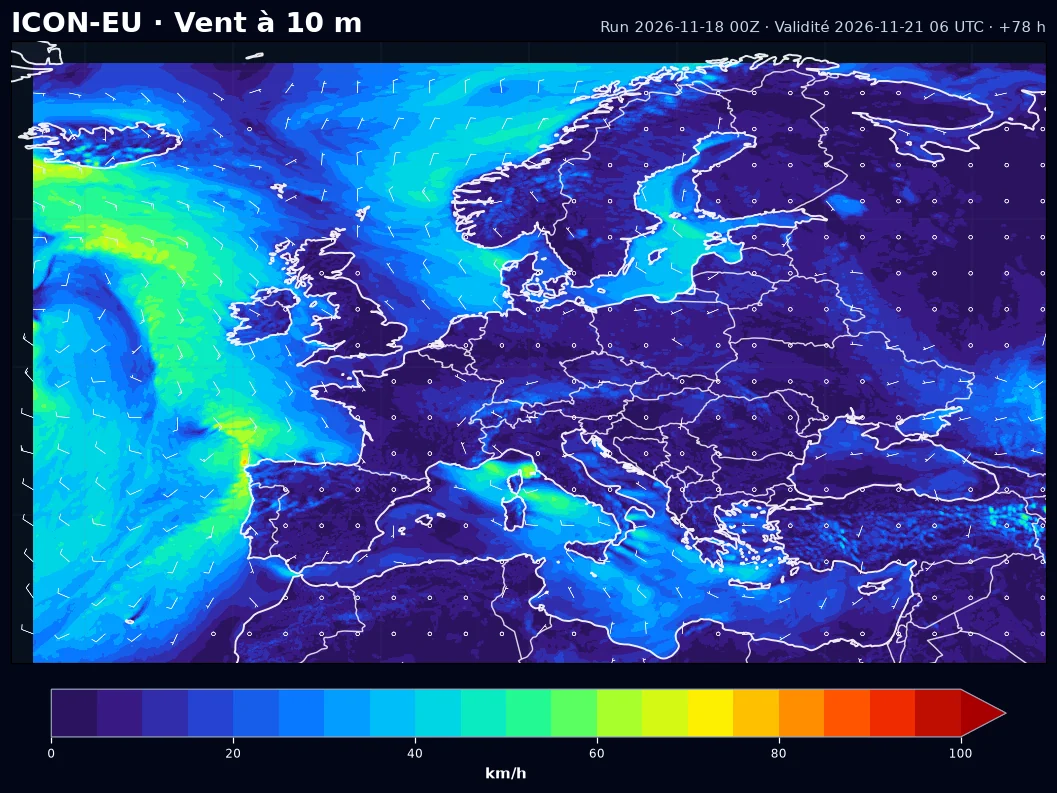 ICON-EU · Vent à 10 m
Run 2026-11-18 00Z · Validité 2026-11-21 06 UTC · +78 h
0 20 40 60 80 100
km/h